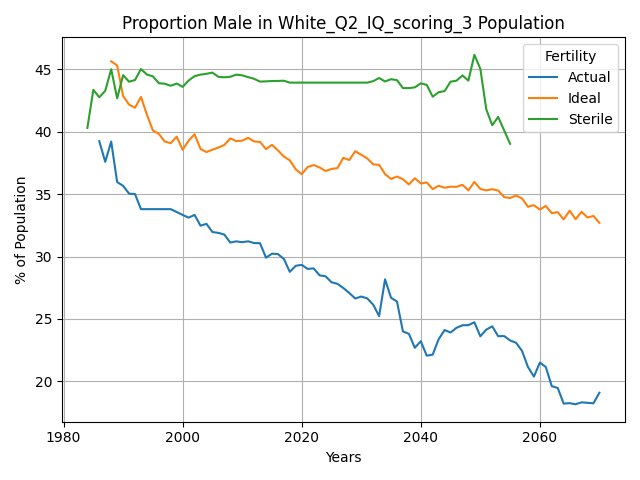 Proportion Male in White_Q2_IQ_scoring_3 Population
Fertility
Actual
Ideal
Sterile
% of Population
45
40
35
30
25
20
1980
2000
2020
2040
2060
Years